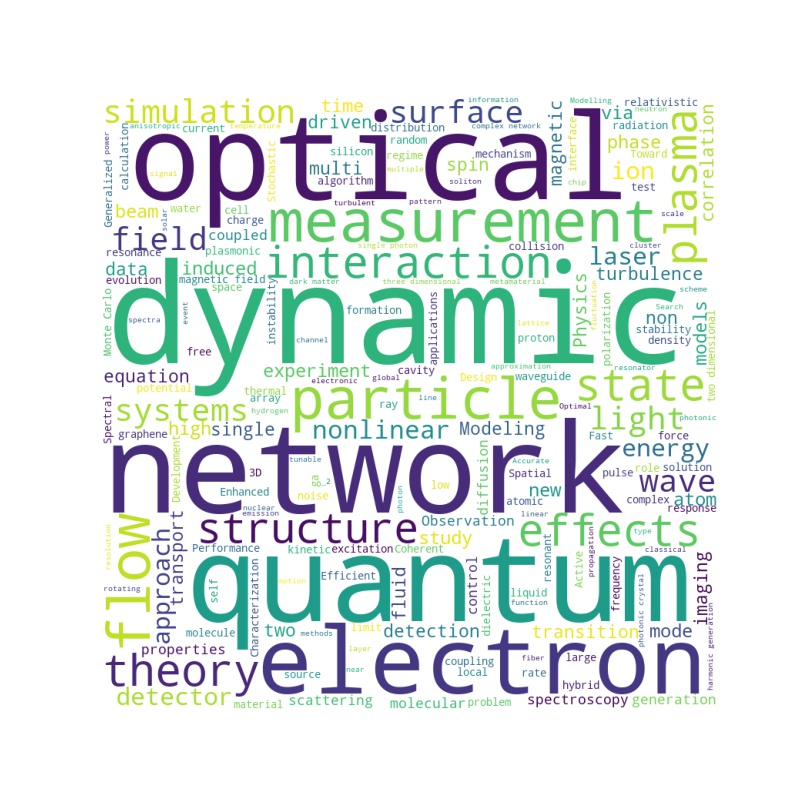 anisotropic
current
temperature
complex network
information
Modelling
neutron
relativistic
simulation
time
surface
via
driven
distribution
radiation
Generalized
power
calculation
signal
Stochastic
random
regime
mechanism
magnetic
interface
phase
Toward
correlation
optical
silicon
multi
algorithm
multiple
soliton
spin
ion
chip
test
plasma
beam
water
cell
charge
turbulent
pattern
measurement
scale
solar
field
coupled
resonance
plasmonic
single photon
collision
cluster
data
induced
interaction
laser
evolution
magnetic field
dark matter
three dimensional
metamaterial
turbulence
space
Monte Carlo
spectra
event
dynamic
instability
formation
channel
lattice
applications
proton
Physics
fluctuation
polarization
non
Search
scheme
stability
density
models
two dimensional
free
approximation
resonator
equation
experiment
electronic
global
cavity
potential
thermal
Design
waveguide
state
systems
array
particle
Optimal
light
photonic
hydrogen
ray
line
Spectral
graphene
high
single
nonlinear
Modeling
Fast
force
energy
network
Development
tunable
3D
ga
go_2
Accurate
Spatial
diffusion
pulse
role
solution
Enhanced
noise
photon
low
new
atomic
complex
wave
atom
response
nuclear
emission
linear
structure
Observation
effects
type
resolution
flow
approach
transport
Performance
kinetic
excitation
Coherent
study
resonant
Active
propagation
classical
rotating
self
Characterization
motion
Efficient
fluid
control
dielectric
liquid
function
frequency
photonic crystal
imaging
harmonic generation
quantum
molecule
two
methods
limit
detection
transition
mode
properties
layer
theory
electron
source
near
coupling
local
fiber
rate
large
hybrid
detector
material
scattering
molecular
problem
spectroscopy
generation